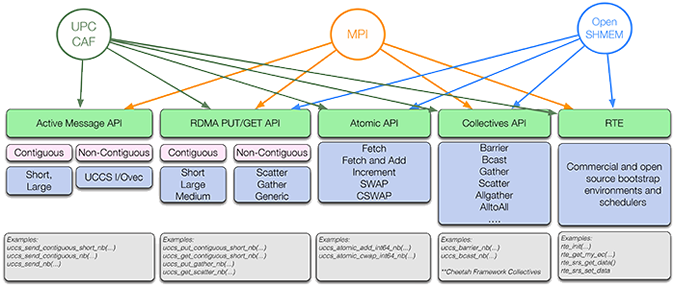 UPC
CAF
MPI
Open
SHMEM
Active Message API
RDMA PUT/GET API
Atomic API
Collectives API
RTE
Contiguous
Non-Contiguous
Contiguous
Non-Contiguous
Short,
Large
UCCS I/Ovec
Short
Large
Medium
Scatter
Gather
Generic
Fetch
Fetch and Add
Increment
SWAP
CSWAP
Barrier
Bcast
Gather
Scatter
Allgather
AlltoAll
....
Commercial and open
source bootstrap
environments and
schedulers
Examples:
uccs_send_contiguous_short_nb(...)
uccs_send_contiguous_nb(...)
uccs_send_nb(...)
Examples:
uccs_put_contiguous_short_nb(...)
uccs_get_contiguous_short_nb(...)
uccs_put_gather_nb(...)
uccs_get_scatter_nb(...)
Examples:
uccs_atomic_add_int64_nb(...)
uccs_atomic_cwap_int64_nb(...)
Examples:
uccs_barrier_nb(...)
uccs_bcast_nb(...)
**Cheetah Framework Collectives
Examples:
rte_init(...)
rte_get_my_ec(...)
rte_srs_get_data()
rte_srs_set_data